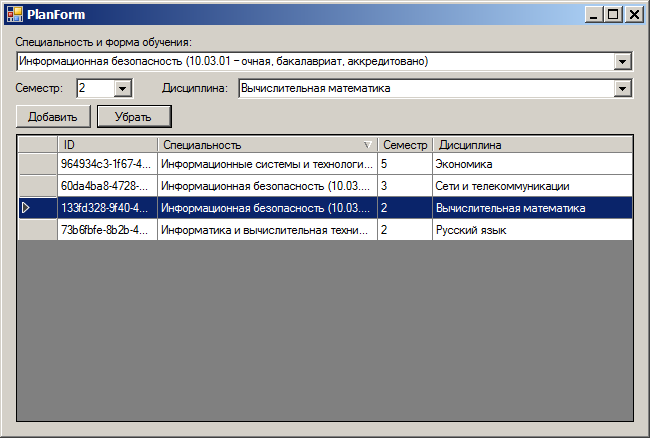 PlanForm
Специальность и форма обучения:
Информационная безопасность (10.03.01 – очная, бакалавриат, аккредитовано)
Семестр: 2 Дисциплина: Вычислительная математика
Добавить Убрать
ID Специальность Семестр Дисциплина
964934c3-1f67-4... Информационные системы и технологи... 5 Экономика
60da4ba8-4728-... Информационная безопасность (10.03.... 3 Сети и телекоммуникации
133fd328-9f40-4... Информационная безопасность (10.03.... 2 Вычислительная математика
73b6fbfe-8b2b-4... Информатика и вычислительная техни... 2 Русский язык